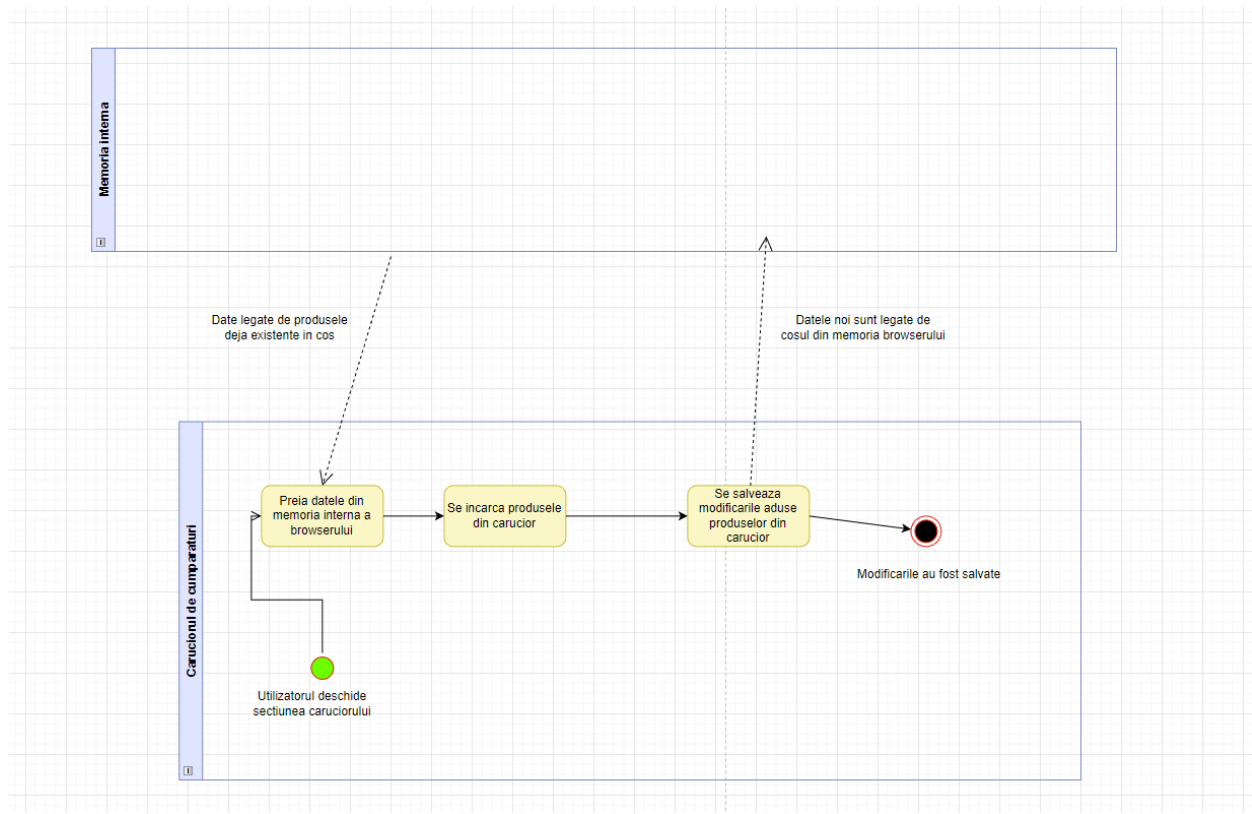 Memoria interna
Date legate de produsele
deja existente in cos
Datele noi sunt legate de
cosul din memoria browserului
Caruciorul de cumparaturi
Preia datele din
memoria interna a
browserului
Se incarca produsele
din carucior
Se salveaza
modificarile aduse
produselor din
carucior
Modificarile au fost salvate
Utilizatorul deschide
sectiunea caruciorului